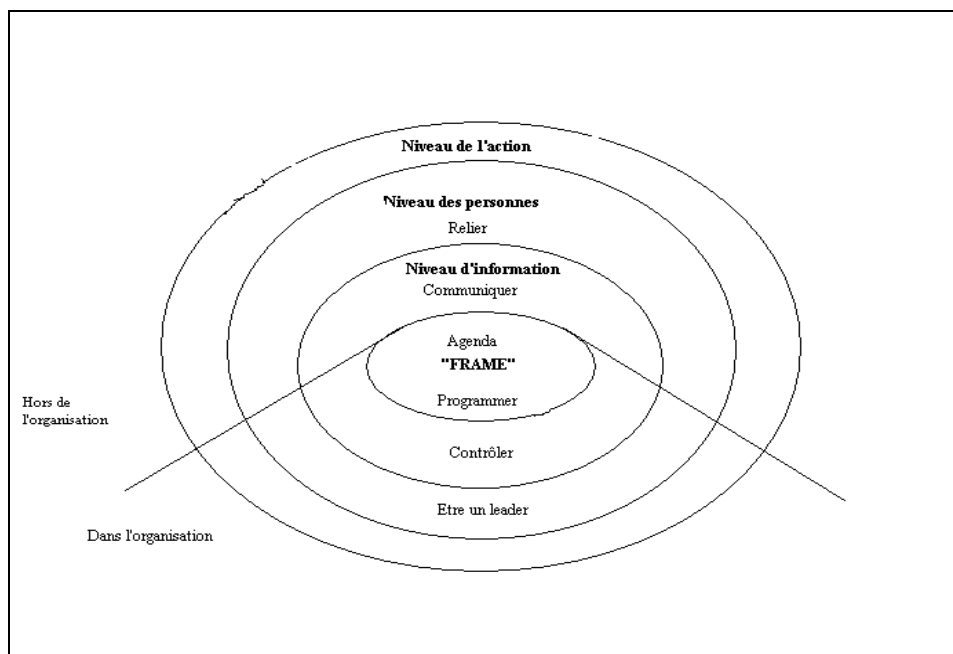 Niveau de l'action
Niveau des personnes
Relier
Niveau d'information
Communiquer
Agenda
"FRAME"
Programmer
Hors de
l'organisation
Contrôler
Etre un leader
Dans l'organisation